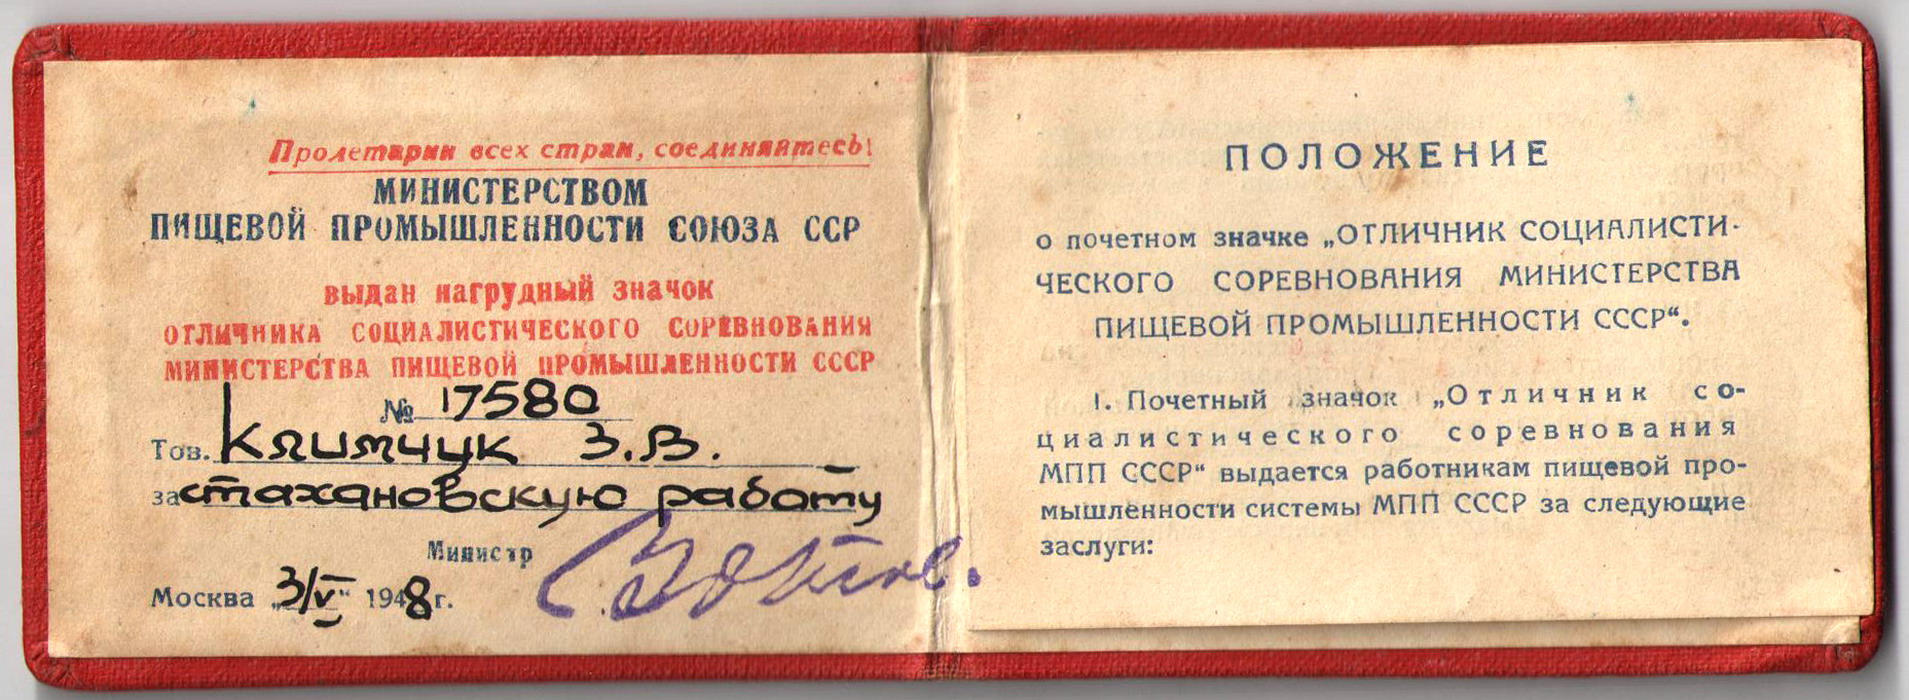 Пролетарии всех стран, соединяйтесь!
МИНИСТЕРСТВОМ
ПИЩЕВОЙ ПРОМЫШЛЕННОСТИ СОЮЗА ССР
выдан нагрудный значок
ОТЛИЧНИКА СОЦИАЛИСТИЧЕСКОГО СОРЕВНОВАНИЯ
МИНИСТЕРСТВА ПИЩЕВОЙ ПРОМЫШЛЕННОСТИ СССР
№ 17580
Тов. Климчук З.В.
за стахановскую работу
Министр
Москва „3/V“ 1948 г.
ПОЛОЖЕНИЕ
о почетном значке „ОТЛИЧНИК СОЦИАЛИСТИ-
ЧЕСКОГО СОРЕВНОВАНИЯ МИНИСТЕРСТВА
ПИЩЕВОЙ ПРОМЫШЛЕННОСТИ СССР“.
1. Почетный значок „Отличник со-
циалистического соревнования
МПП СССР“ выдается работникам пищевой про-
мышленности системы МПП СССР за следующие
заслуги: